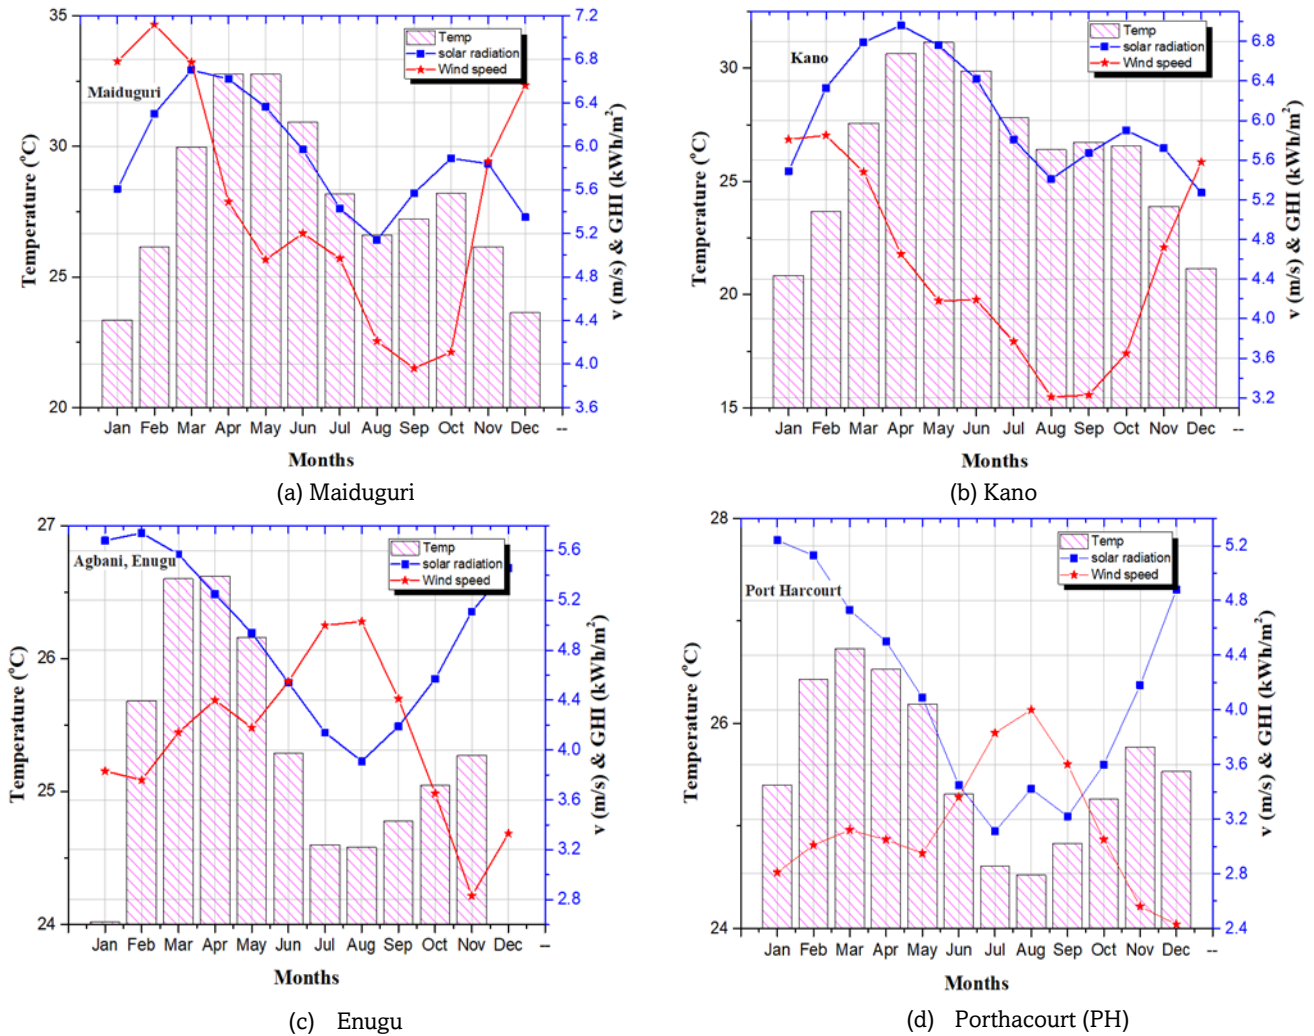 35
30
25
20
Temperature (°C)
7.2
6.8
6.4
6.0
5.6
5.2
4.8
4.4
4.0
3.6
v (m/s) & GHI (kWh/m²)
Temp
solar radiation
Wind speed
Maiduguri
Jan Feb Mar Apr May Jun Jul Aug Sep Oct Nov Dec --
Months
(a) Maiduguri
30
25
20
15
Temperature (°C)
6.8
6.4
6.0
5.6
5.2
4.8
4.4
4.0
3.6
3.2
v (m/s) & GHI (kWh/m²)
Temp
solar radiation
Wind speed
Kano
Jan Feb Mar Apr May Jun Jul Aug Sep Oct Nov Dec --
Months
(b) Kano
27
26
25
24
Temperature (°C)
5.6
5.2
4.8
4.4
4.0
3.6
3.2
2.8
v (m/s) & GHI (kWh/m²)
Temp
solar radiation
Wind speed
Agbani, Enugu
Jan Feb Mar Apr May Jun Jul Aug Sep Oct Nov Dec --
Months
(c) Enugu
28
26
24
Temperature (°C)
5.2
4.8
4.4
4.0
3.6
3.2
2.8
2.4
v (m/s) & GHI (kWh/m²)
Temp
solar radiation
Wind speed
Port Harcourt
Jan Feb Mar Apr May Jun Jul Aug Sep Oct Nov Dec --
Months
(d) Porthacourt (PH)